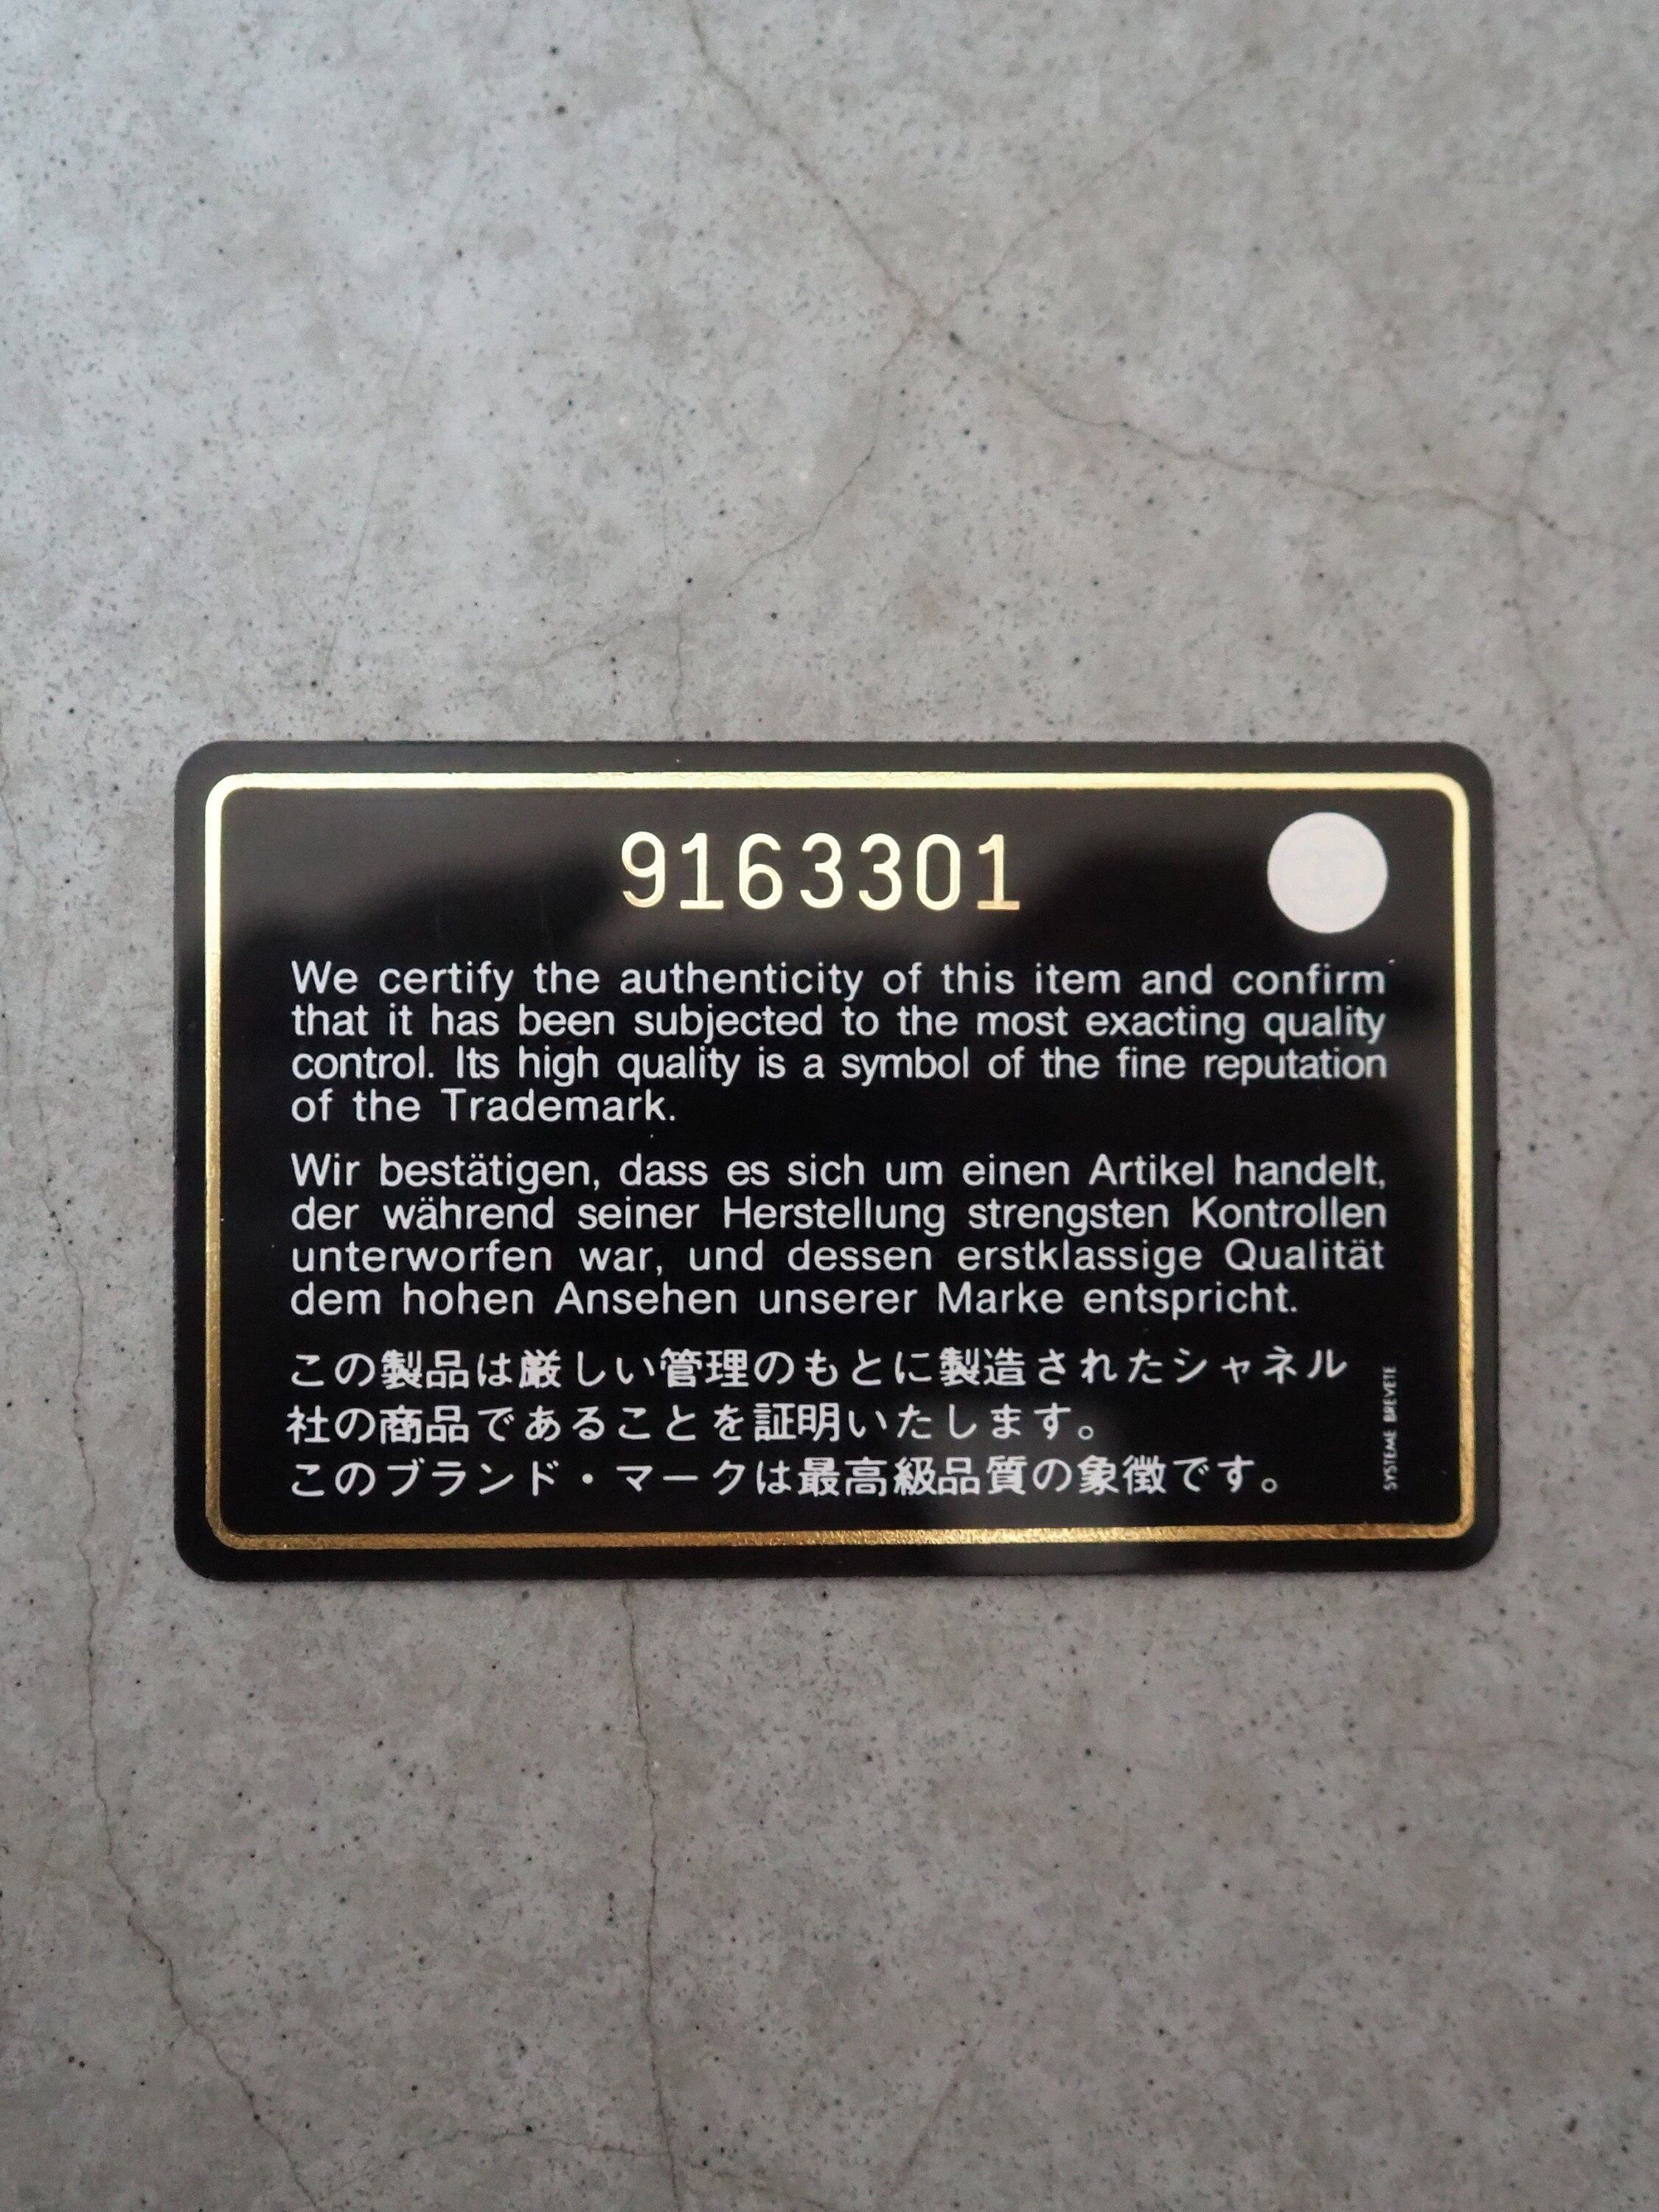 9163301
We certify the authenticity of this item and confirm
that it has been subjected to the most exacting quality
control. Its high quality is a symbol of the fine reputation
of the Trademark.
Wir bestätigen, dass es sich um einen Artikel handelt,
der während seiner Herstellung strengsten Kontrollen
unterworfen war, und dessen erstklassige Qualität
dem hohen Ansehen unserer Marke entspricht.
この製品は厳しい管理のもとに製造されたシャネル
社の商品であることを証明いたします。
このブランド・マークは最高級品質の象徴です。
SYSTEME BREVETE